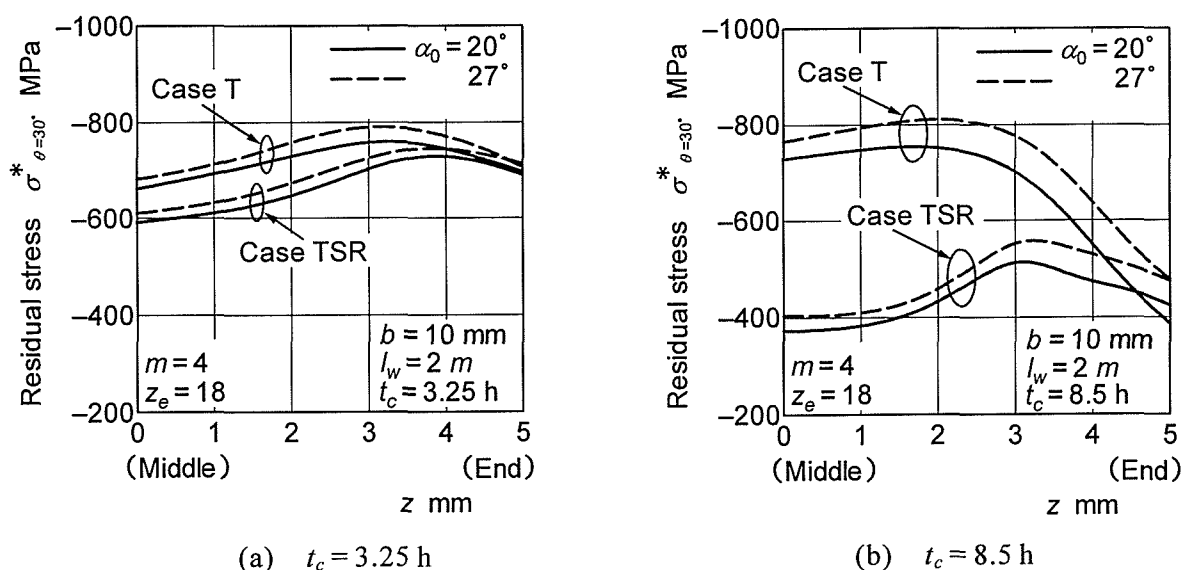 Residual stress σ*θ=30° MPa
–1000
–800
–600
–400
–200
α0 = 20°
27°
Case T
Case TSR
m = 4
ze = 18
b = 10 mm
lw = 2 m
tc = 3.25 h
0 1 2 3 4 5
(Middle) (End)
z mm
(a) tc = 3.25 h
Residual stress σ*θ=30° MPa
–1000
–800
–600
–400
–200
α0 = 20°
27°
Case T
Case TSR
m = 4
ze = 18
b = 10 mm
lw = 2 m
tc = 8.5 h
0 1 2 3 4 5
(Middle) (End)
z mm
(b) tc = 8.5 h